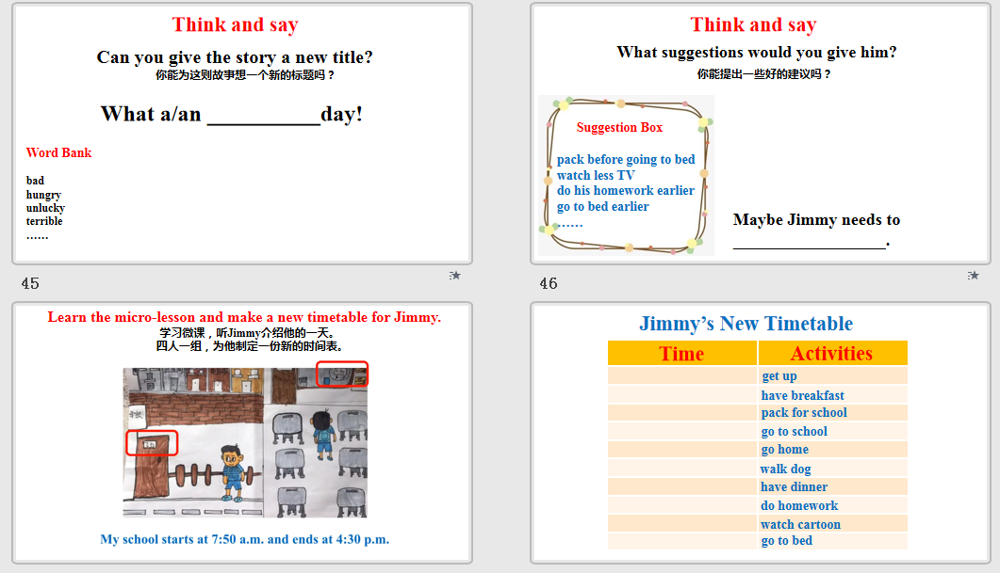 Think and say
Can you give the story a new title?
你能为这则故事想一个新的标题吗？
What a/an __________day!
Word Bank
bad
hungry
unlucky
terrible
……
45
Think and say
What suggestions would you give him?
你能提出一些好的建议吗？
Suggestion Box
pack before going to bed
watch less TV
do his homework earlier
go to bed earlier
……
Maybe Jimmy needs to
__________________.
46
Learn the micro-lesson and make a new timetable for Jimmy.
学习微课，听Jimmy介绍他的一天。
四人一组，为他制定一份新的时间表。
My school starts at 7:50 a.m. and ends at 4:30 p.m.
Jimmy’s New Timetable
Time Activities
get up
have breakfast
pack for school
go to school
go home
walk dog
have dinner
do homework
watch cartoon
go to bed